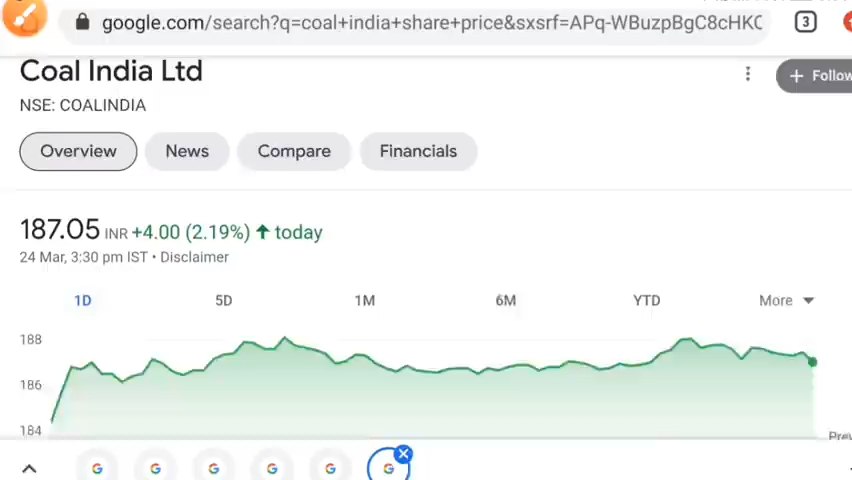 google.com/search?q=coal+india+share+price&sxsrf=APq-WBuzpBgC8cHKC
3
Coal India Ltd
+ Follow
NSE: COALINDIA
Overview
News
Compare
Financials
187.05 INR +4.00 (2.19%) ↑ today
24 Mar, 3:30 pm IST • Disclaimer
1D
5D
1M
6M
YTD
More
188
186
184